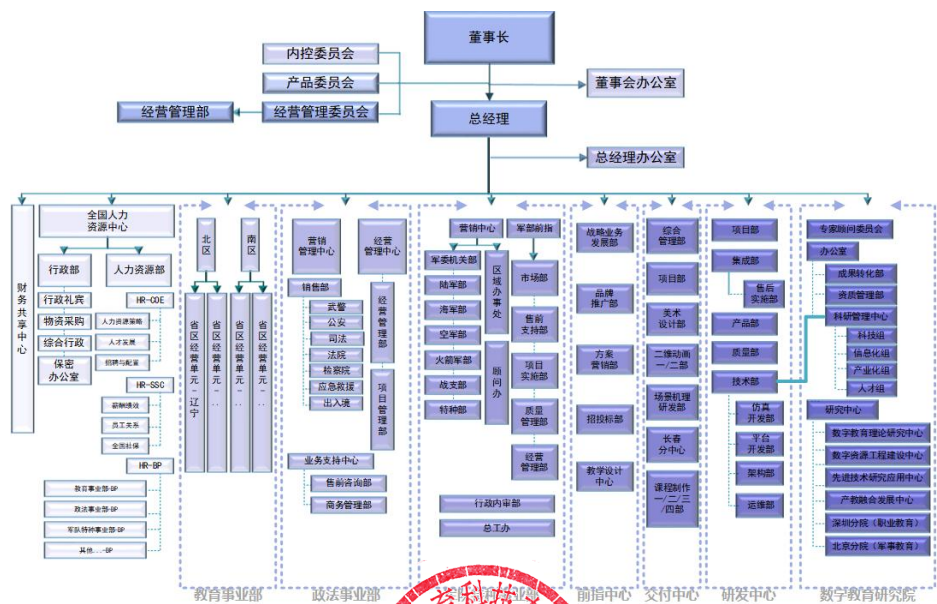 董事长
内控委员会
产品委员会
董事会办公室
经营管理部
经营管理委员会
总经理
总经理办公室
财务共享中心
全国人力
资源中心
行政部
人力资源部
行政礼宾
物资采购
综合行政
保密
办公室
HR-COE
人力资源策略
人才发展
招聘与配置
HR-SSC
薪酬绩效
员工关系
全国社保
HR-BP
教育事业部-BP
政法事业部-BP
军队特种事业部-BP
其他...-BP
北区
南区
省区经营单元-辽宁
省区经营单元-..
省区经营单元-..
省区经营单元-..
教育事业部
营销
管理中心
经营
管理中心
销售部
武警
公安
司法
法院
检察院
应急救援
出入境
经营管理部
项目管理部
业务支持中心
售前咨询部
商务管理部
政法事业部
营销中心
军部前指
军委机关部
陆军部
海军部
空军部
火箭军部
战支部
特种部
区域办事处
顾问办
市场部
售前
支持部
项目
实施部
质量
管理部
经营
管理部
行政内审部
总工办
战略业务
发展部
品牌
推广部
方案
营销部
招投标部
教学设计
中心
前指中心
综合
管理部
项目部
美术
设计部
二维动画
一/二部
场景机理
研发部
长春
分中心
课程制作
一/二/三
/四部
交付中心
项目部
集成部
售后
实施部
产品部
质量部
技术部
仿真
开发部
平台
开发部
架构部
运维部
研发中心
专家顾问委员会
办公室
成果转化部
资质管理部
科研管理中心
科技组
信息化组
产业化组
人才组
研究中心
数字教育理论研究中心
数字资源工程建设中心
先进技术研究应用中心
产教融合发展中心
深圳分院（职业教育）
北京分院（军事教育）
数字教育研究院
育科技